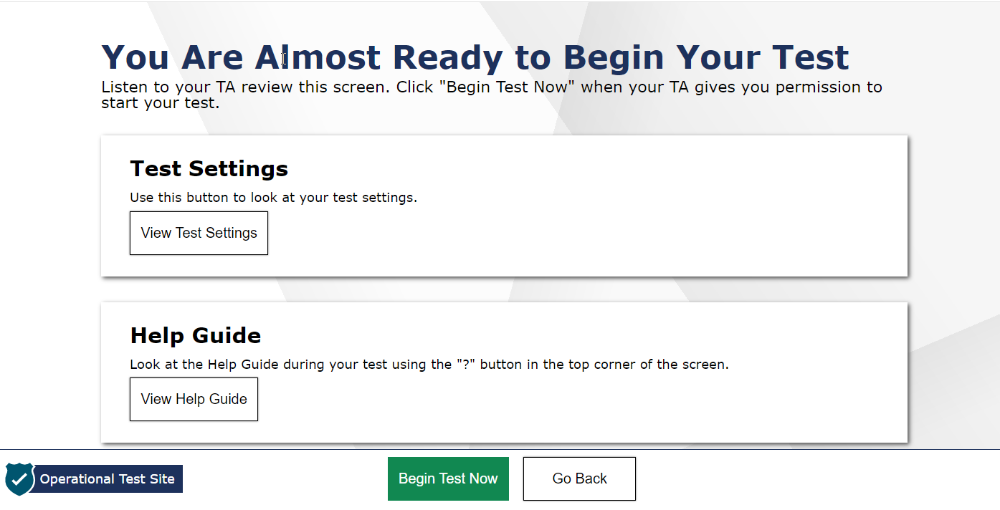 You Are Almost Ready to Begin Your Test
Listen to your TA review this screen. Click "Begin Test Now" when your TA gives you permission to
start your test.
Test Settings
Use this button to look at your test settings.
View Test Settings
Help Guide
Look at the Help Guide during your test using the "?" button in the top corner of the screen.
View Help Guide
Operational Test Site
Begin Test Now
Go Back